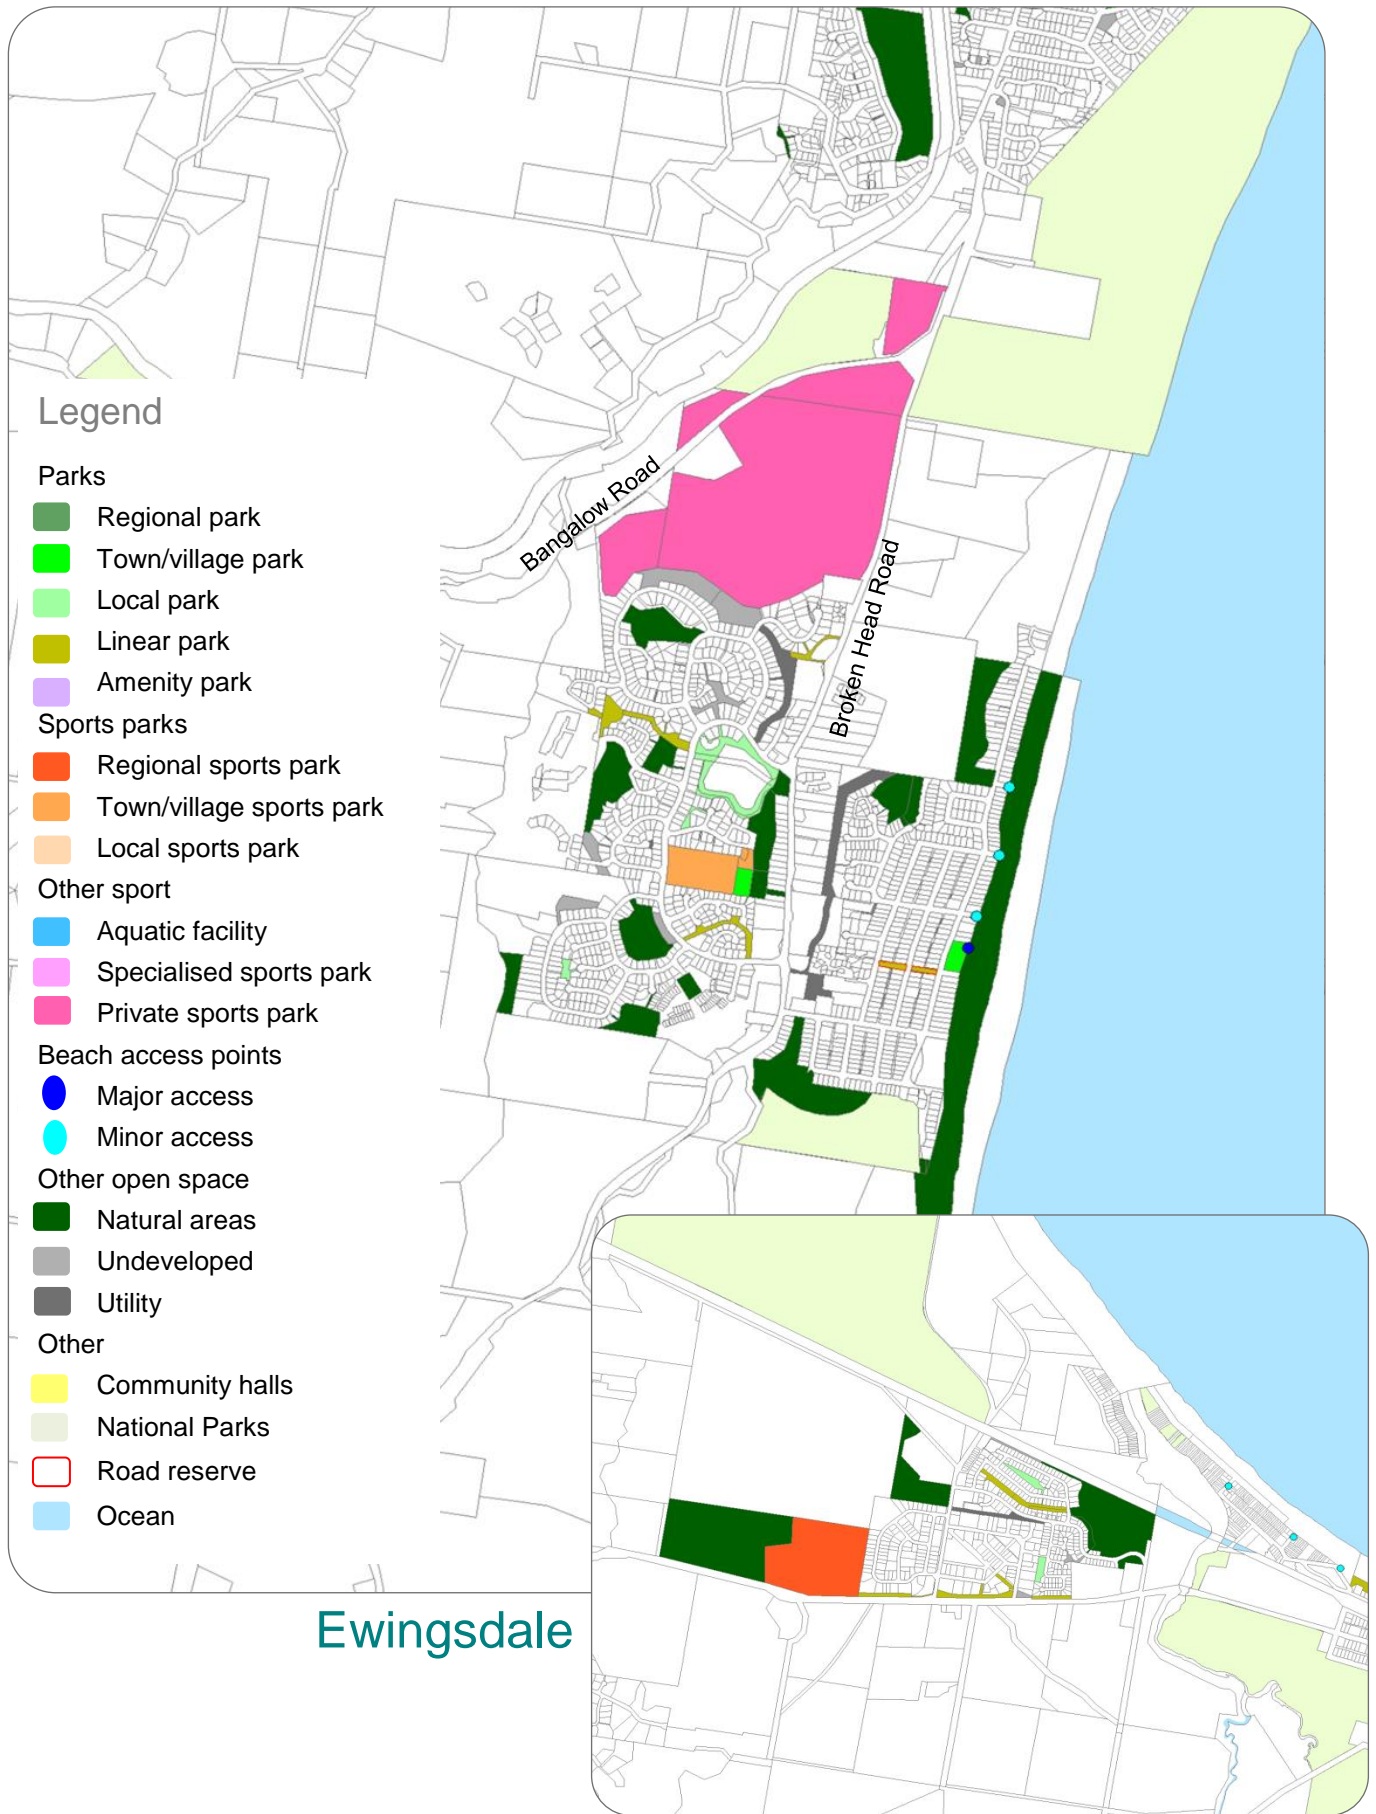 Legend
Parks
Regional park
Town/village park
Local park
Linear park
Amenity park
Sports parks
Regional sports park
Town/village sports park
Local sports park
Other sport
Aquatic facility
Specialised sports park
Private sports park
Beach access points
Major access
Minor access
Other open space
Natural areas
Undeveloped
Utility
Other
Community halls
National Parks
Road reserve
Ocean
Bangalow Road
Broken Head Road
Ewingsdale